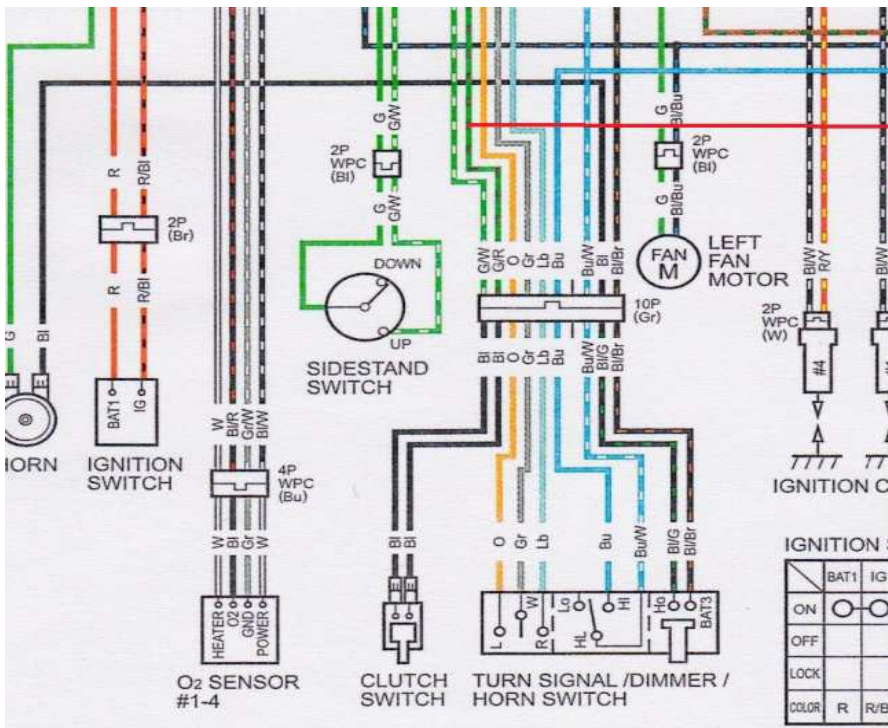 G
G/W
G
Bl/Bu
2P
WPC
(Bl)
2P
WPC
(Bl)
R
R/Bl
2P
(Br)
G
G/W
G
Bl/Bu
LEFT
FAN
MOTOR
FAN
M
Bl/W
R/Y
Bl/W
DOWN
UP
SIDESTAND
SWITCH
G/W
G/R
O
Gr
Lb
Bu
Bu/W
Bl
Bl/Br
10P
(Gr)
R
R/Bl
2P
WPC
(W)
#4
G
Bl
Bl
Bl
O
Gr
Lb
Bu
Bu/W
Bl/G
Bl/Br
BAT1
IG
ORN
IGNITION
SWITCH
W
Bl/R
Gr/W
Bl/W
4P
WPC
(Bu)
IGNITION C
W
Bl
Gr
W
Bl
Bl
O
Gr
Lb
Bu
Bu/W
Bl/G
Bl/Br
HEATER
O2
GND
POWER
L
W
R
Lo
HL
HI
Ho
BAT3
O2 SENSOR
#1-4
CLUTCH
SWITCH
TURN SIGNAL /DIMMER /
HORN SWITCH
IGNITION
BAT1 IG
ON
OFF
LOCK
COLOR R R/B